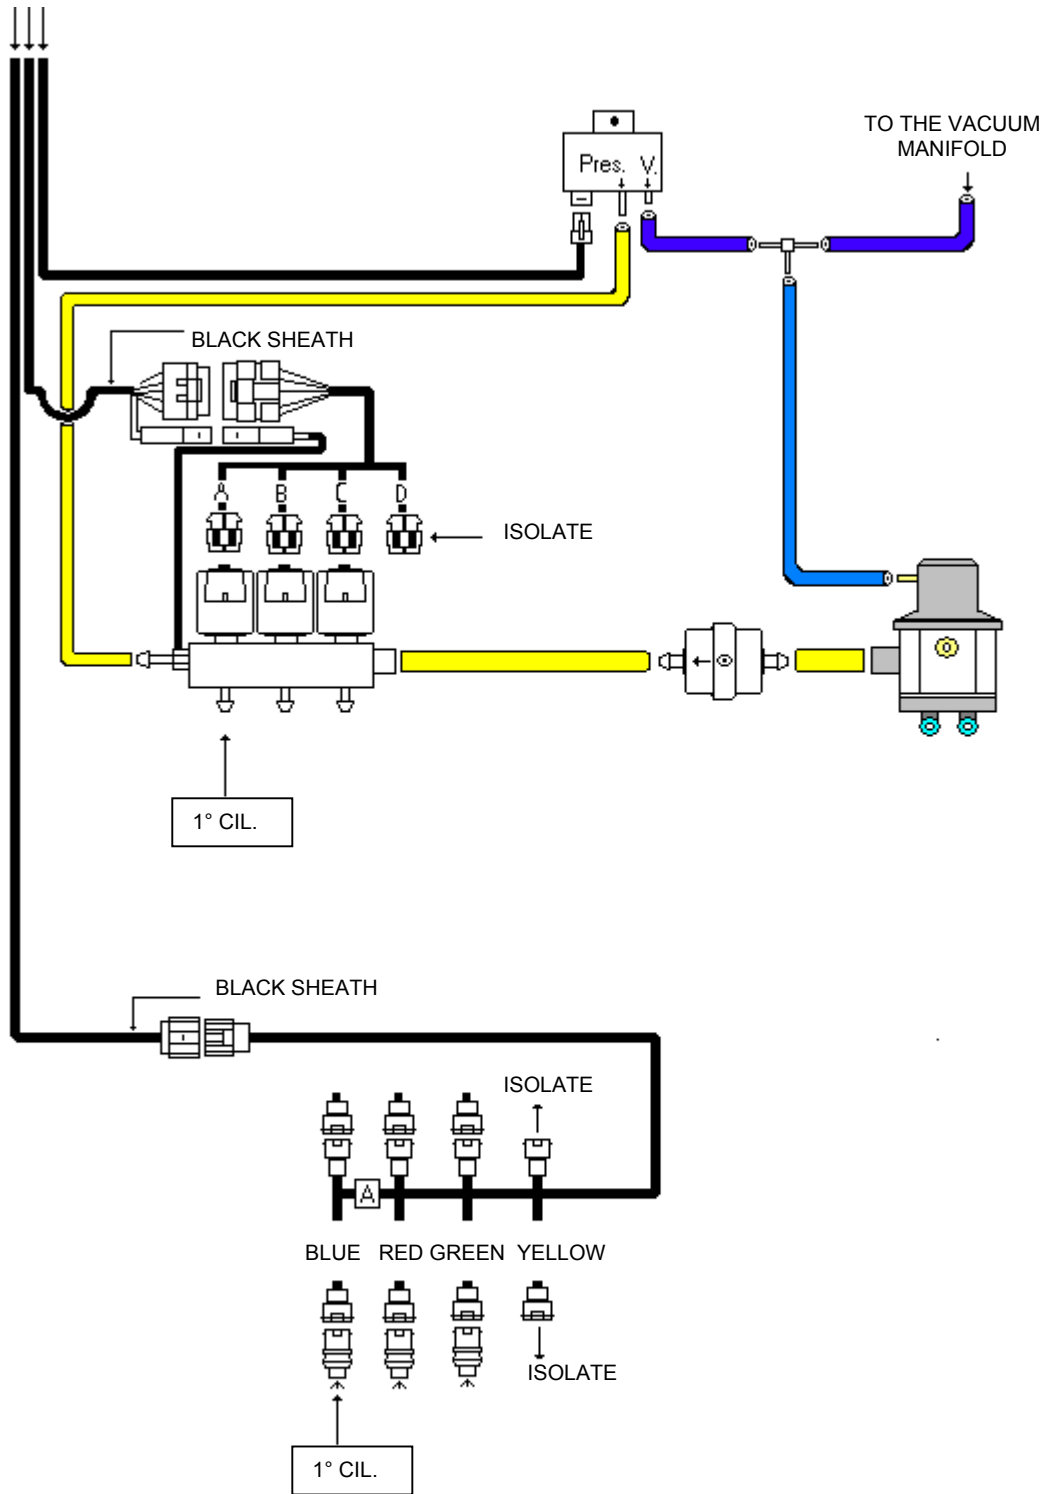 TO THE VACUUM
MANIFOLD
Pres. V.
BLACK SHEATH
A B C D
ISOLATE
1° CIL.
BLACK SHEATH
ISOLATE
A
BLUE RED GREEN YELLOW
ISOLATE
1° CIL.